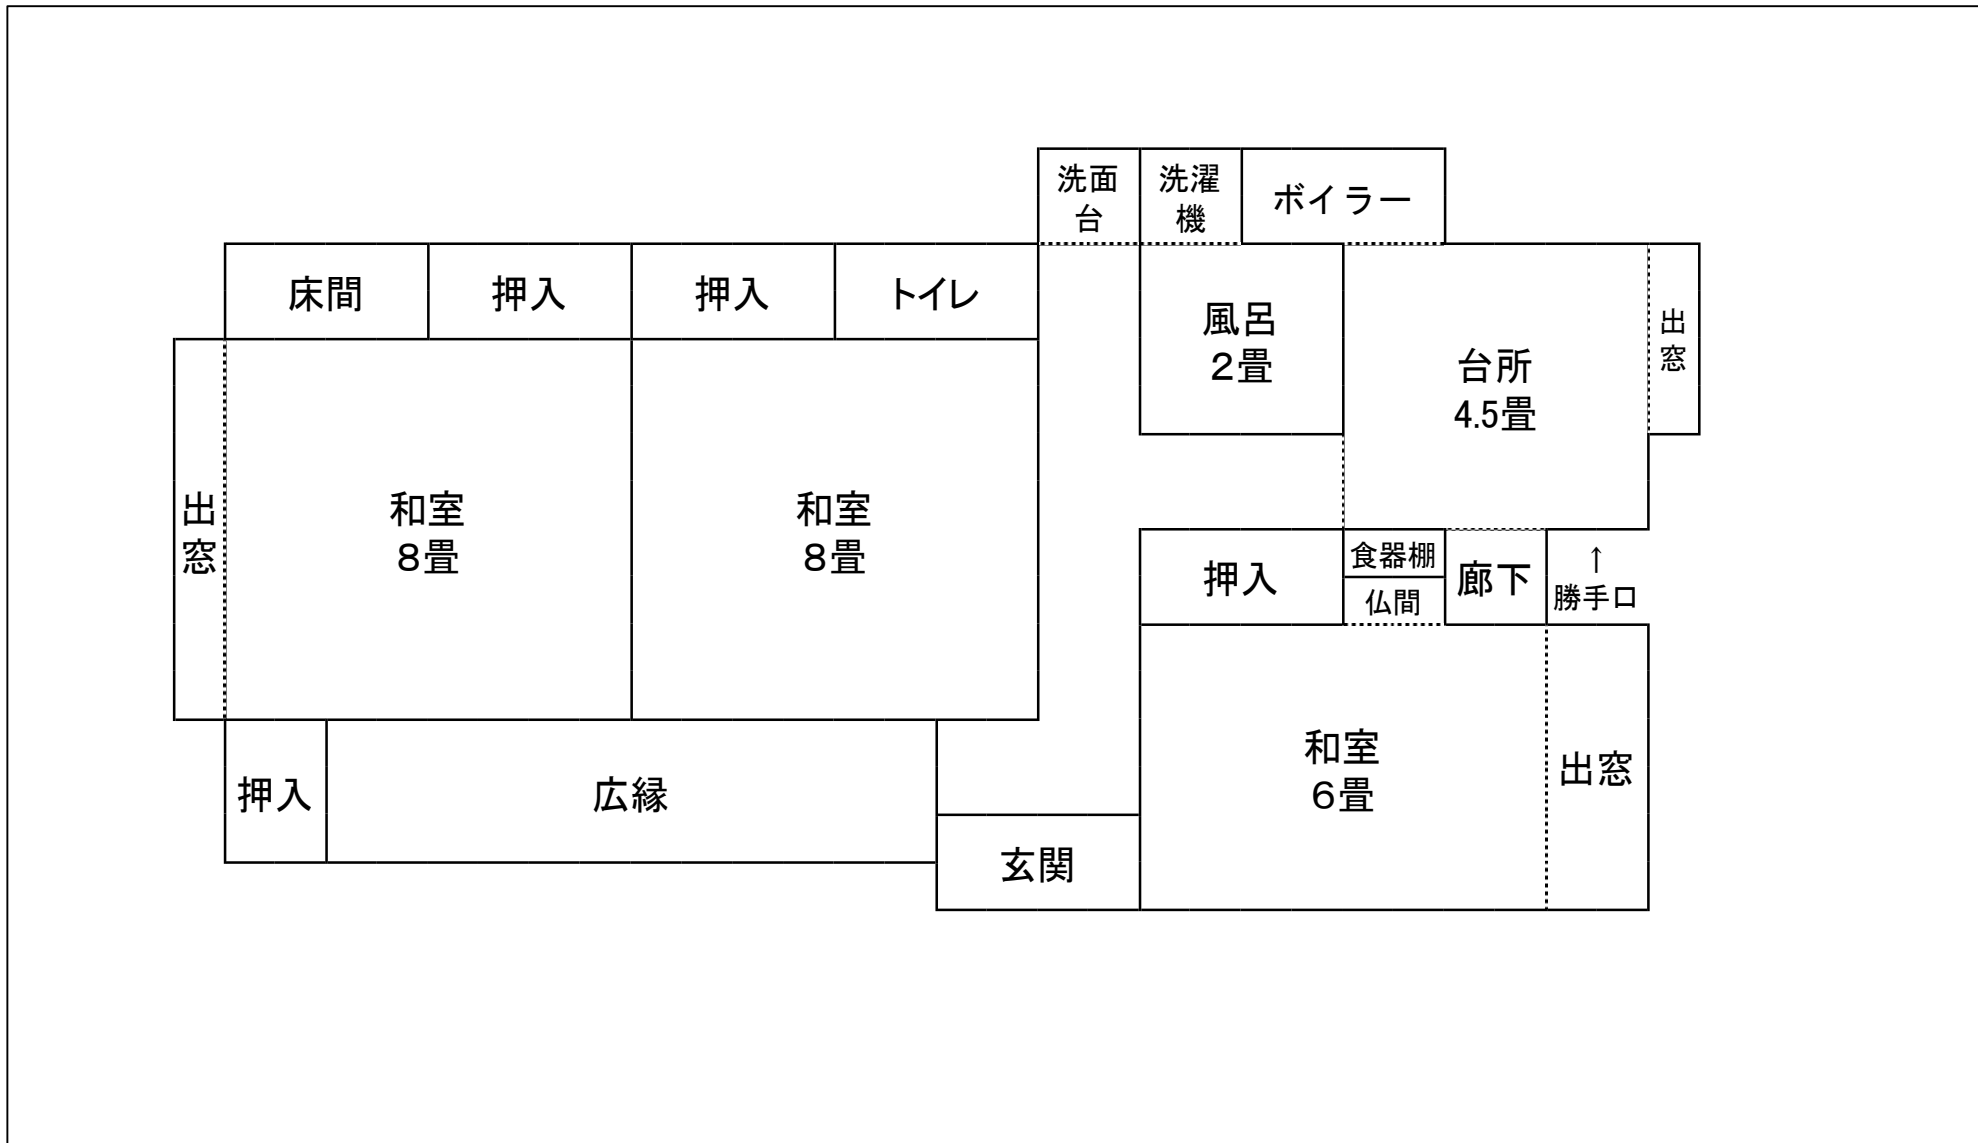 洗面
台
洗濯
機
ボイラー
床間
押入
押入
トイレ
風呂
2畳
台所
4.5畳
出
窓
出
窓
和室
8畳
和室
8畳
押入
食器棚
仏間
廊下
↑
勝手口
和室
6畳
出窓
押入
広縁
玄関